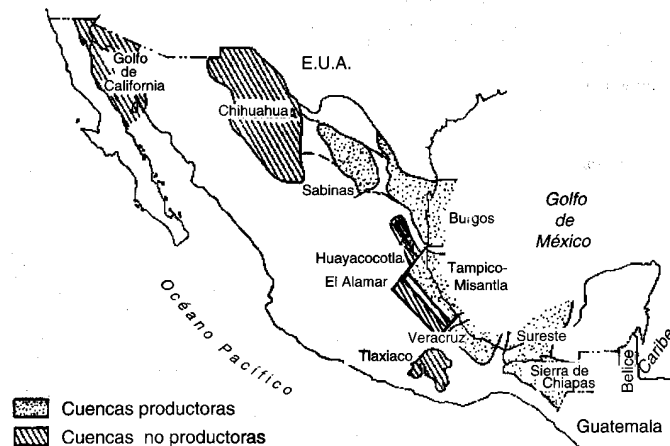 E.U.A.
Golfo
de
California
Chihuahua
Sabinas
Burgos
Golfo
de
México
Huayacocotla
El Alamar
Tampico-
Misantla
Océano Pacífico
Veracruz
Sureste
Tlaxiaco
Sierra de
Chiapas
Belice
Caribe
Guatemala
Cuencas productoras
Cuencas no productoras